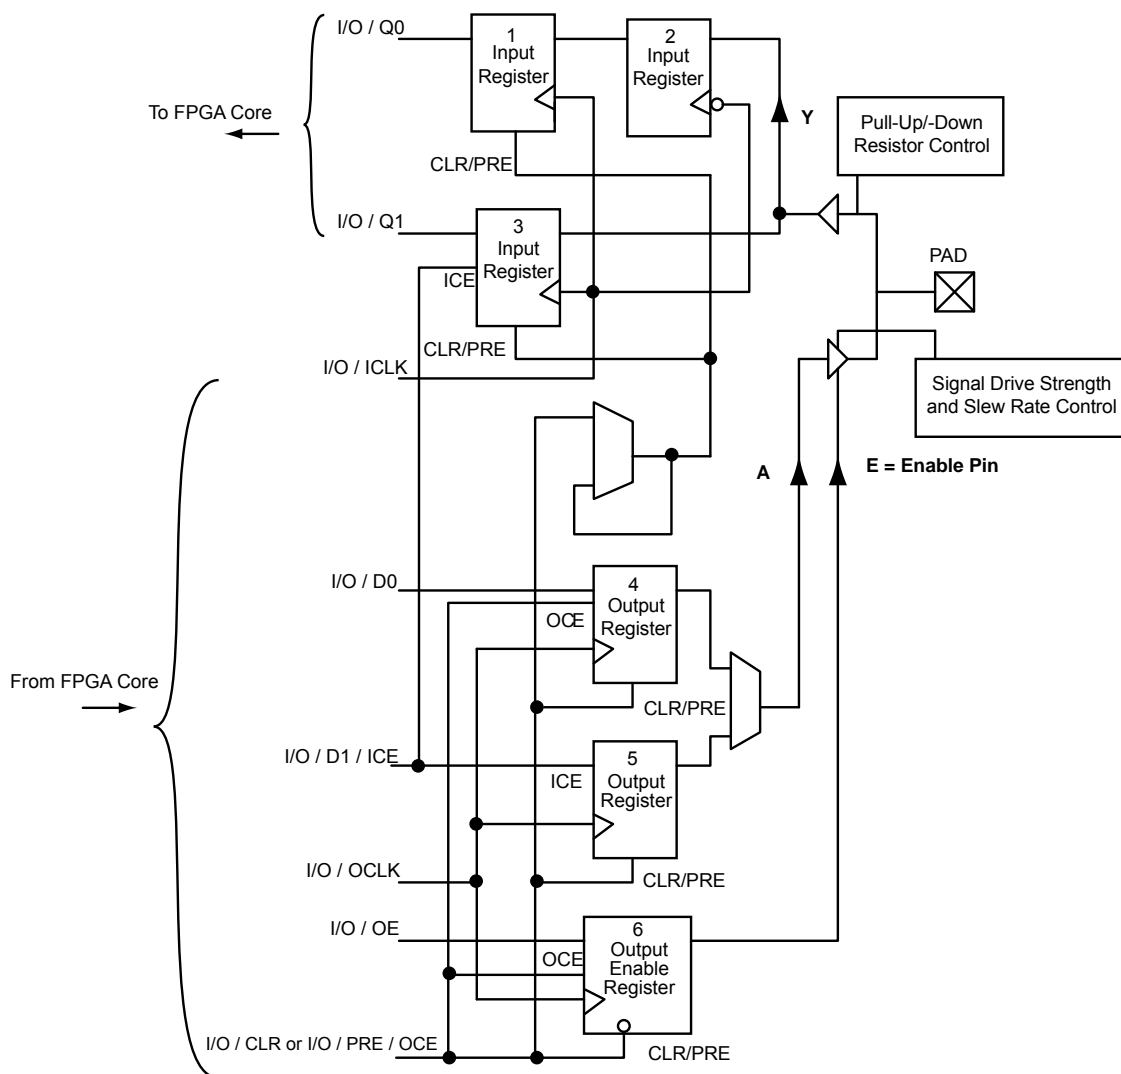 I/O / Q0
1
Input
Register
2
Input
Register
To FPGA Core
Y
Pull-Up/-Down
Resistor Control
CLR/PRE
I/O / Q1
3
Input
Register
ICE
PAD
CLR/PRE
I/O / ICLK
Signal Drive Strength
and Slew Rate Control
A
E = Enable Pin
I/O / D0
4
Output
Register
OCE
From FPGA Core
CLR/PRE
I/O / D1 / ICE
5
Output
Register
ICE
I/O / OCLK
CLR/PRE
I/O / OE
6
Output
Enable
Register
OCE
I/O / CLR or I/O / PRE / OCE
CLR/PRE